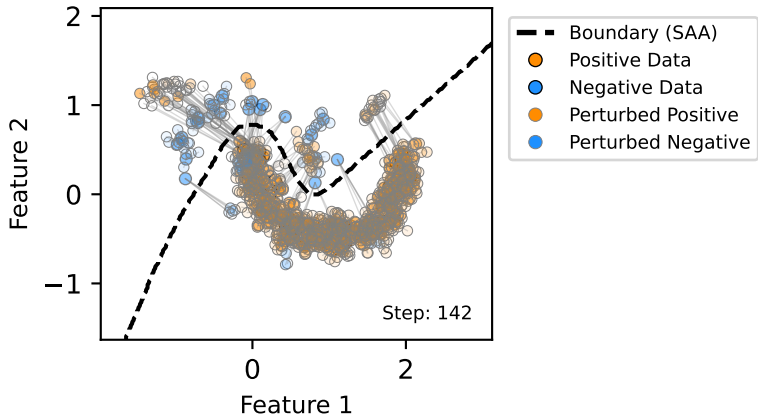 2
1
0
−1
Feature 2
0
2
Feature 1
Step: 142
Boundary (SAA)
Positive Data
Negative Data
Perturbed Positive
Perturbed Negative